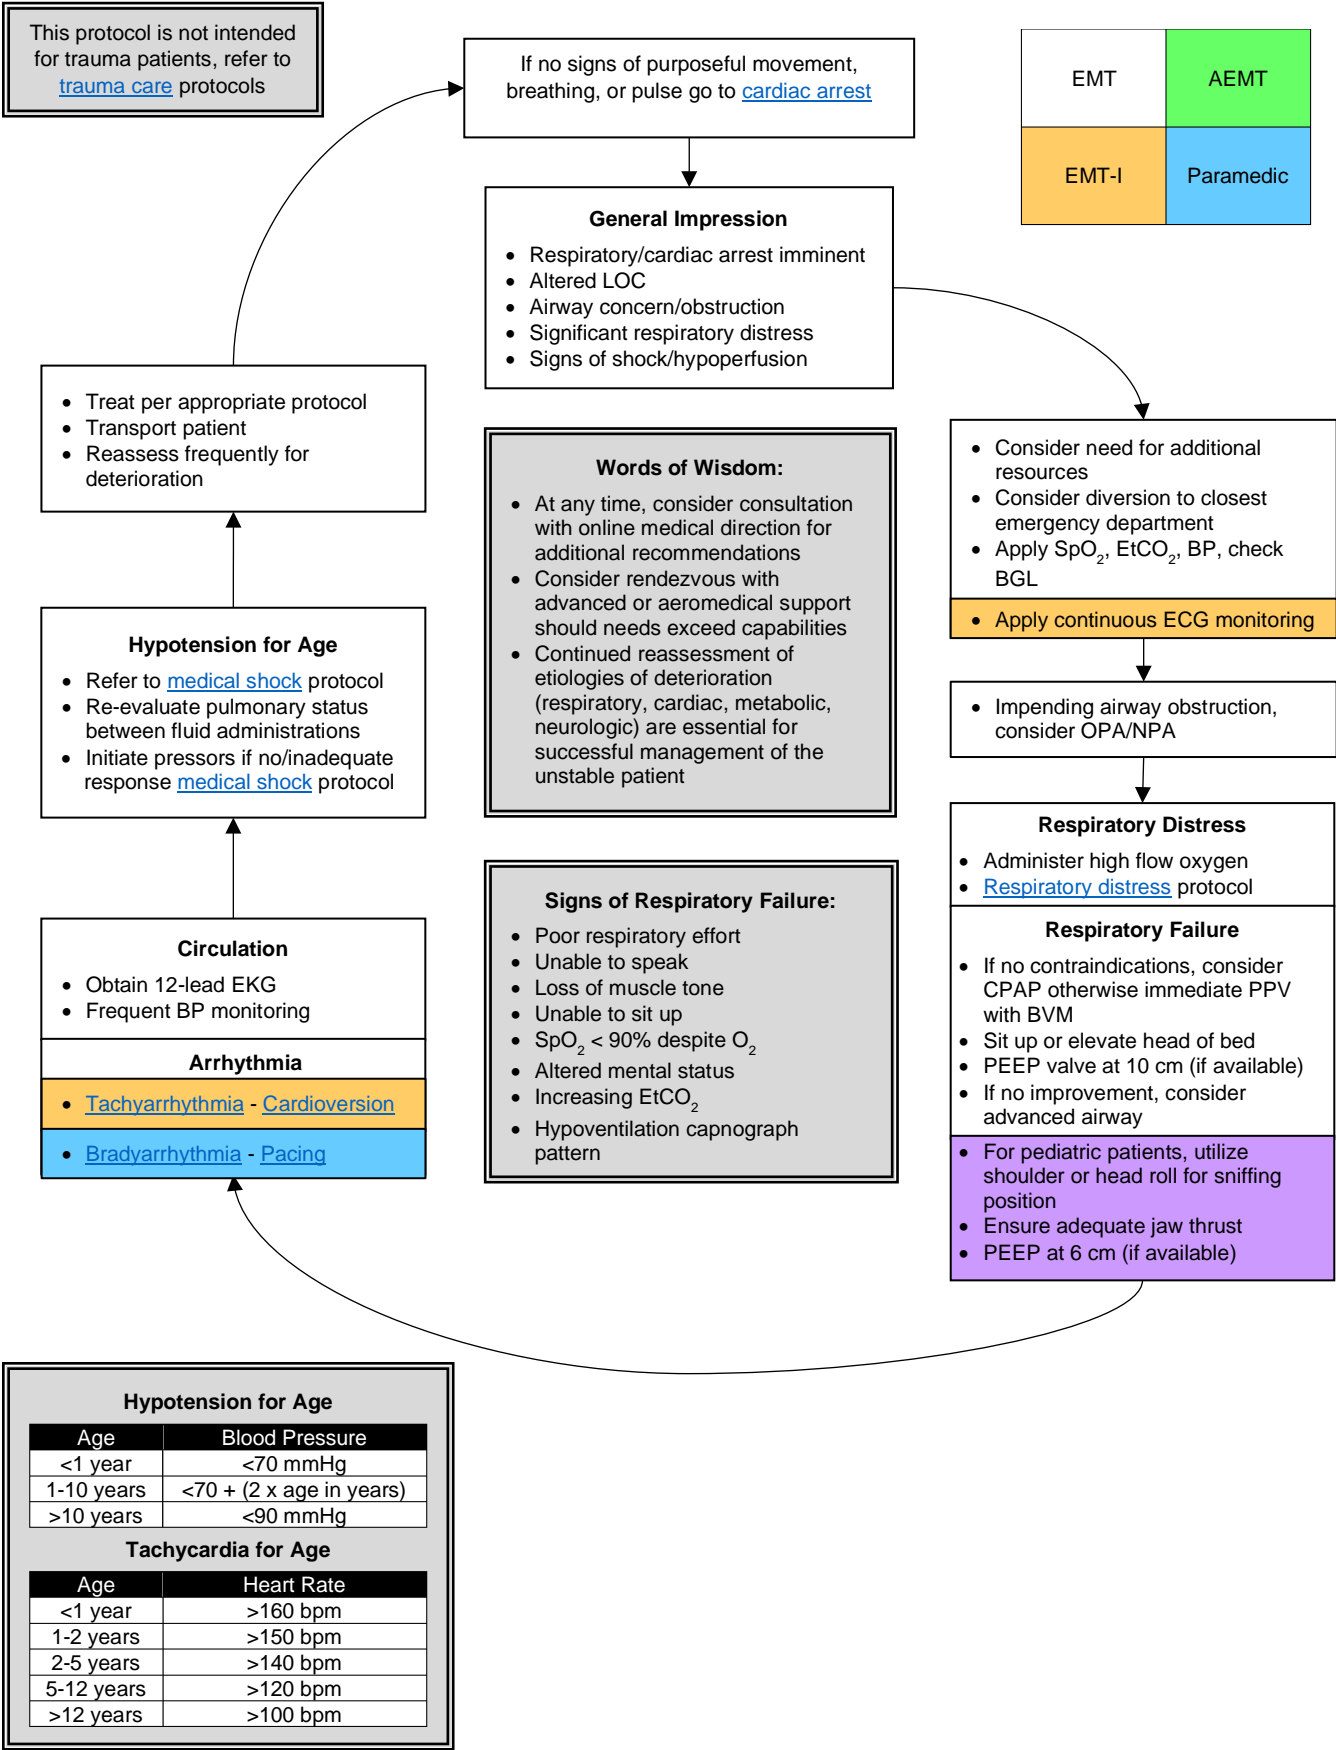 This protocol is not intended
for trauma patients, refer to
trauma care protocols
If no signs of purposeful movement,
breathing, or pulse go to cardiac arrest
EMT
AEMT
EMT-I
Paramedic
General Impression
• Respiratory/cardiac arrest imminent
• Altered LOC
• Airway concern/obstruction
• Significant respiratory distress
• Signs of shock/hypoperfusion
• Consider need for additional
resources
• Consider diversion to closest
emergency department
• Apply SpO2, EtCO2, BP, check
BGL
• Apply continuous ECG monitoring
• Impending airway obstruction,
consider OPA/NPA
Respiratory Distress
• Administer high flow oxygen
• Respiratory distress protocol
Respiratory Failure
• If no contraindications, consider
CPAP otherwise immediate PPV
with BVM
• Sit up or elevate head of bed
• PEEP valve at 10 cm (if available)
• If no improvement, consider
advanced airway
• For pediatric patients, utilize
shoulder or head roll for sniffing
position
• Ensure adequate jaw thrust
• PEEP at 6 cm (if available)
Circulation
• Obtain 12-lead EKG
• Frequent BP monitoring
Arrhythmia
• Tachyarrhythmia - Cardioversion
• Bradyarrhythmia - Pacing
Hypotension for Age
• Refer to medical shock protocol
• Re-evaluate pulmonary status
between fluid administrations
• Initiate pressors if no/inadequate
response medical shock protocol
• Treat per appropriate protocol
• Transport patient
• Reassess frequently for
deterioration
Words of Wisdom:
• At any time, consider consultation
with online medical direction for
additional recommendations
• Consider rendezvous with
advanced or aeromedical support
should needs exceed capabilities
• Continued reassessment of
etiologies of deterioration
(respiratory, cardiac, metabolic,
neurologic) are essential for
successful management of the
unstable patient
Signs of Respiratory Failure:
• Poor respiratory effort
• Unable to speak
• Loss of muscle tone
• Unable to sit up
• SpO2 < 90% despite O2
• Altered mental status
• Increasing EtCO2
• Hypoventilation capnograph
pattern
Hypotension for Age
Age Blood Pressure
<1 year <70 mmHg
1-10 years <70 + (2 x age in years)
>10 years <90 mmHg
Tachycardia for Age
Age Heart Rate
<1 year >160 bpm
1-2 years >150 bpm
2-5 years >140 bpm
5-12 years >120 bpm
>12 years >100 bpm